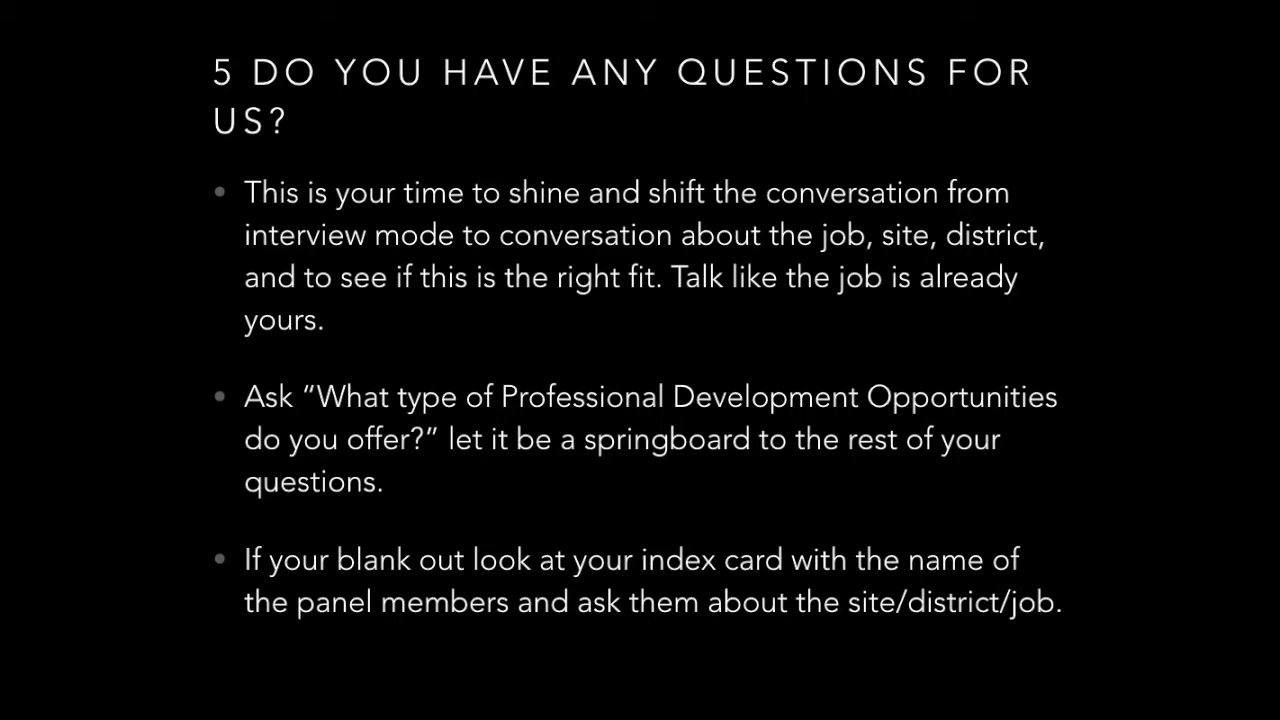 5 DO YOU HAVE ANY QUESTIONS FOR
US?
• This is your time to shine and shift the conversation from
interview mode to conversation about the job, site, district,
and to see if this is the right fit. Talk like the job is already
yours.
• Ask “What type of Professional Development Opportunities
do you offer?” let it be a springboard to the rest of your
questions.
• If your blank out look at your index card with the name of
the panel members and ask them about the site/district/job.